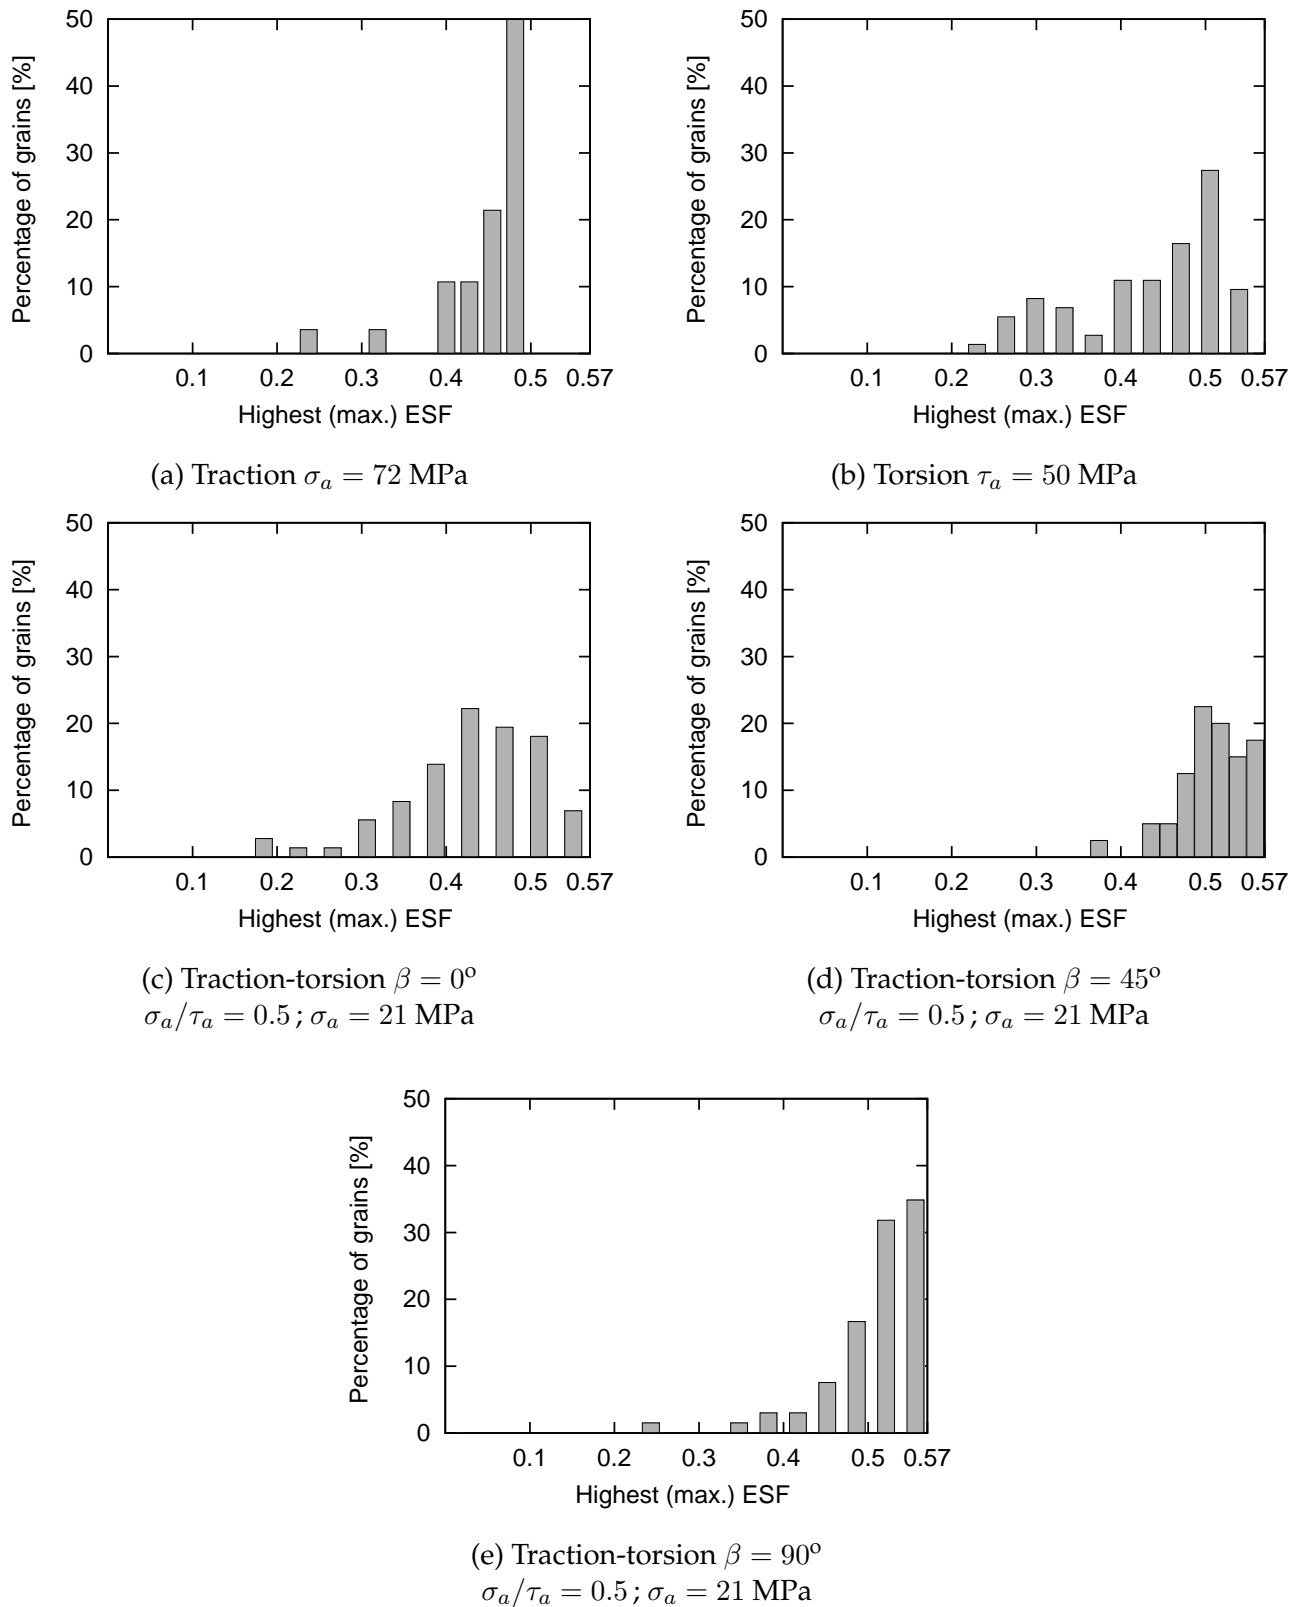 50
40
30
20
10
0
Percentage of grains [%]
0.1 0.2 0.3 0.4 0.5 0.57
Highest (max.) ESF
(a) Traction σa = 72 MPa
50
40
30
20
10
0
Percentage of grains [%]
0.1 0.2 0.3 0.4 0.5 0.57
Highest (max.) ESF
(b) Torsion τa = 50 MPa
50
40
30
20
10
0
Percentage of grains [%]
0.1 0.2 0.3 0.4 0.5 0.57
Highest (max.) ESF
(c) Traction-torsion β = 0º
σa/τa = 0.5 ; σa = 21 MPa
50
40
30
20
10
0
Percentage of grains [%]
0.1 0.2 0.3 0.4 0.5 0.57
Highest (max.) ESF
(d) Traction-torsion β = 45º
σa/τa = 0.5 ; σa = 21 MPa
50
40
30
20
10
0
Percentage of grains [%]
0.1 0.2 0.3 0.4 0.5 0.57
Highest (max.) ESF
(e) Traction-torsion β = 90º
σa/τa = 0.5 ; σa = 21 MPa